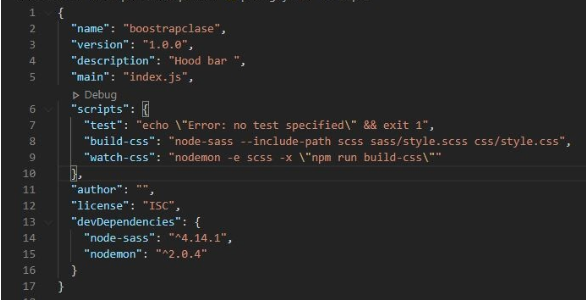 1 {
2 "name": "boostrapclase",
3 "version": "1.0.0",
4 "description": "Hood bar ",
5 "main": "index.js",
Debug
6 "scripts": {
7 "test": "echo \"Error: no test specified\" && exit 1",
8 "build-css": "node-sass --include-path scss sass/style.scss css/style.css",
9 "watch-css": "nodemon -e scss -x \"npm run build-css\""
10 },
11 "author": "",
12 "license": "ISC",
13 "devDependencies": {
14 "node-sass": "^4.14.1",
15 "nodemon": "^2.0.4"
16 }
17 }